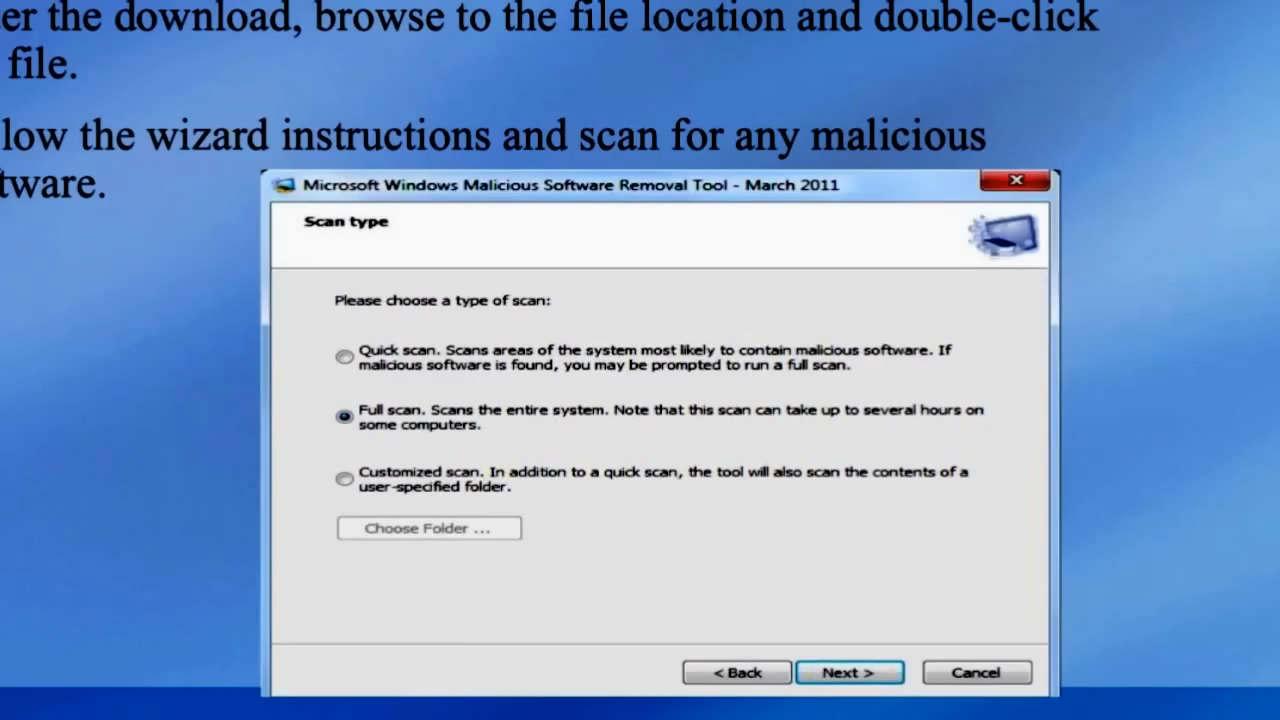 er the download, browse to the file location and double-click
file.
low the wizard instructions and scan for any malicious
tware.
Microsoft Windows Malicious Software Removal Tool - March 2011
Scan type
Please choose a type of scan:
Quick scan. Scans areas of the system most likely to contain malicious software. If
malicious software is found, you may be prompted to run a full scan.
Full scan. Scans the entire system. Note that this scan can take up to several hours on
some computers.
Customized scan. In addition to a quick scan, the tool will also scan the contents of a
user-specified folder.
Choose Folder ...
< Back Next > Cancel